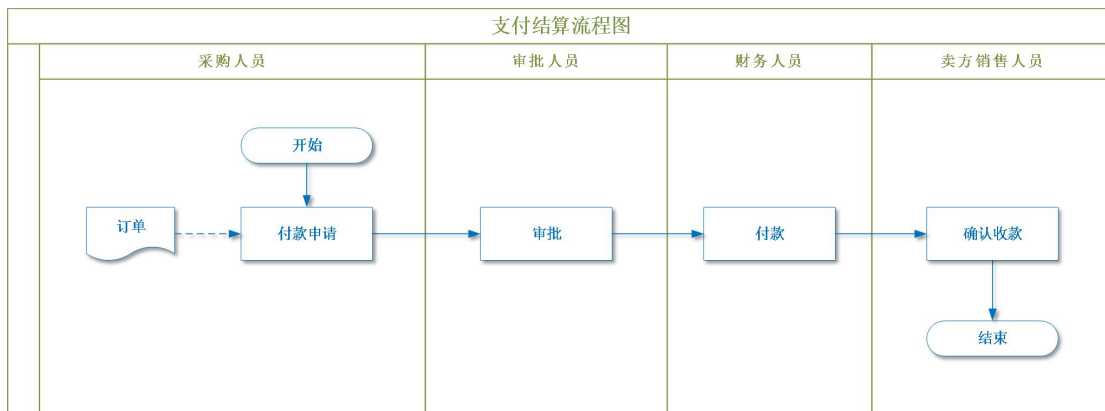 支付结算流程图
采购人员
审批人员
财务人员
卖方销售人员
开始
订单
付款申请
审批
付款
确认收款
结束